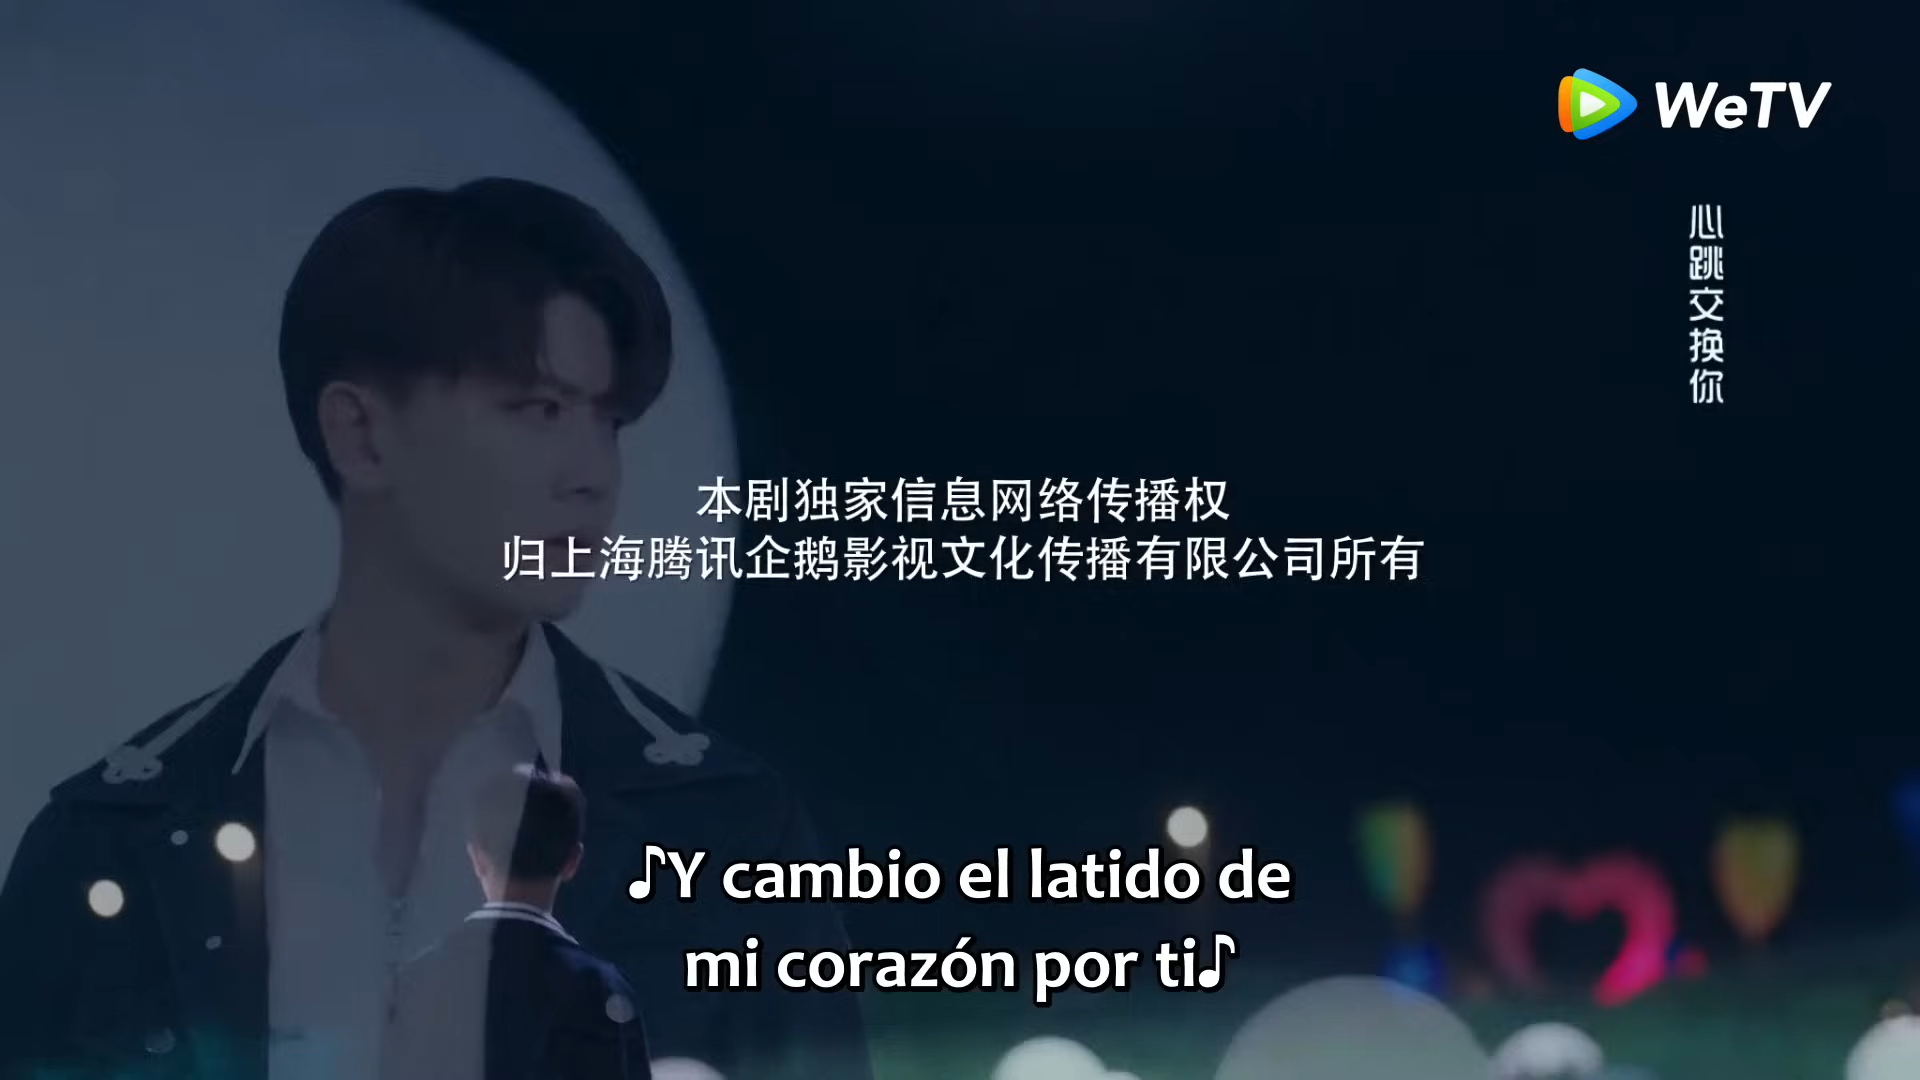 WeTV
心跳交换你
本剧独家信息网络传播权
归上海腾讯企鹅影视文化传播有限公司所有
♪Y cambio el latido de
mi corazón por ti♪